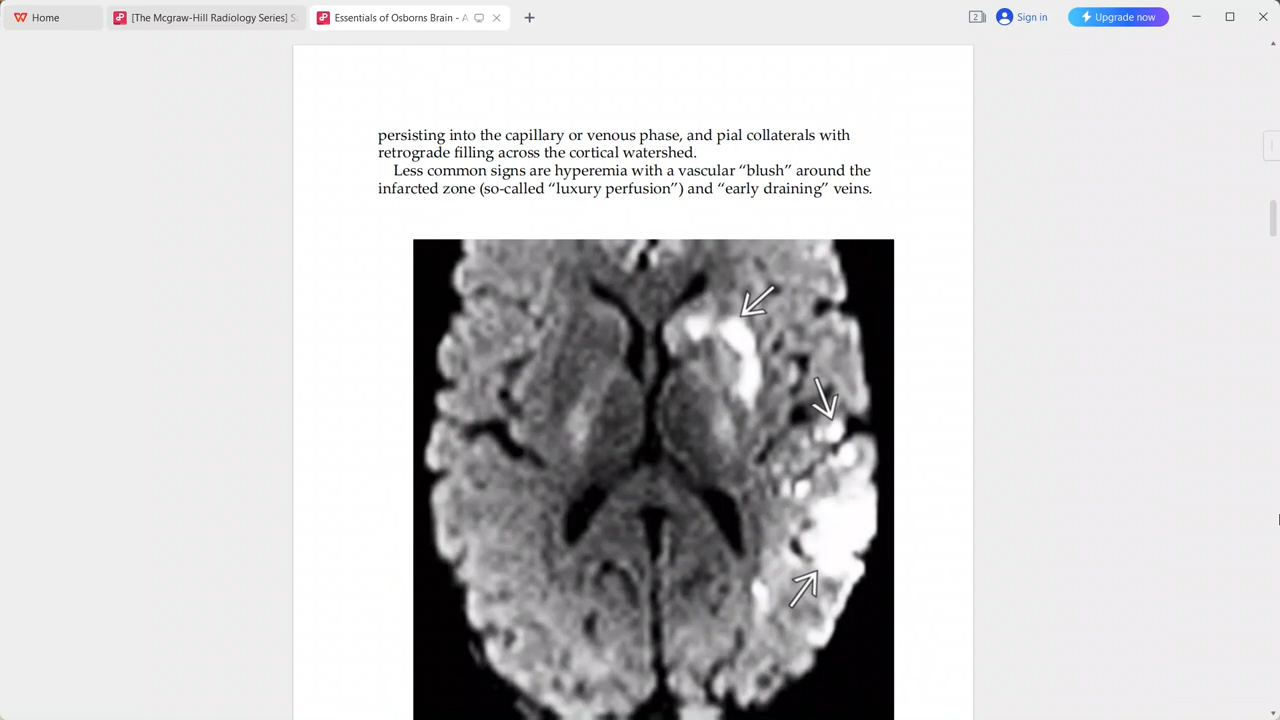 Home
[The Mcgraw-Hill Radiology Series] S
Essentials of Osborns Brain - A
2
Sign in
Upgrade now
persisting into the capillary or venous phase, and pial collaterals with
retrograde filling across the cortical watershed.
Less common signs are hyperemia with a vascular “blush” around the
infarcted zone (so-called “luxury perfusion”) and “early draining” veins.